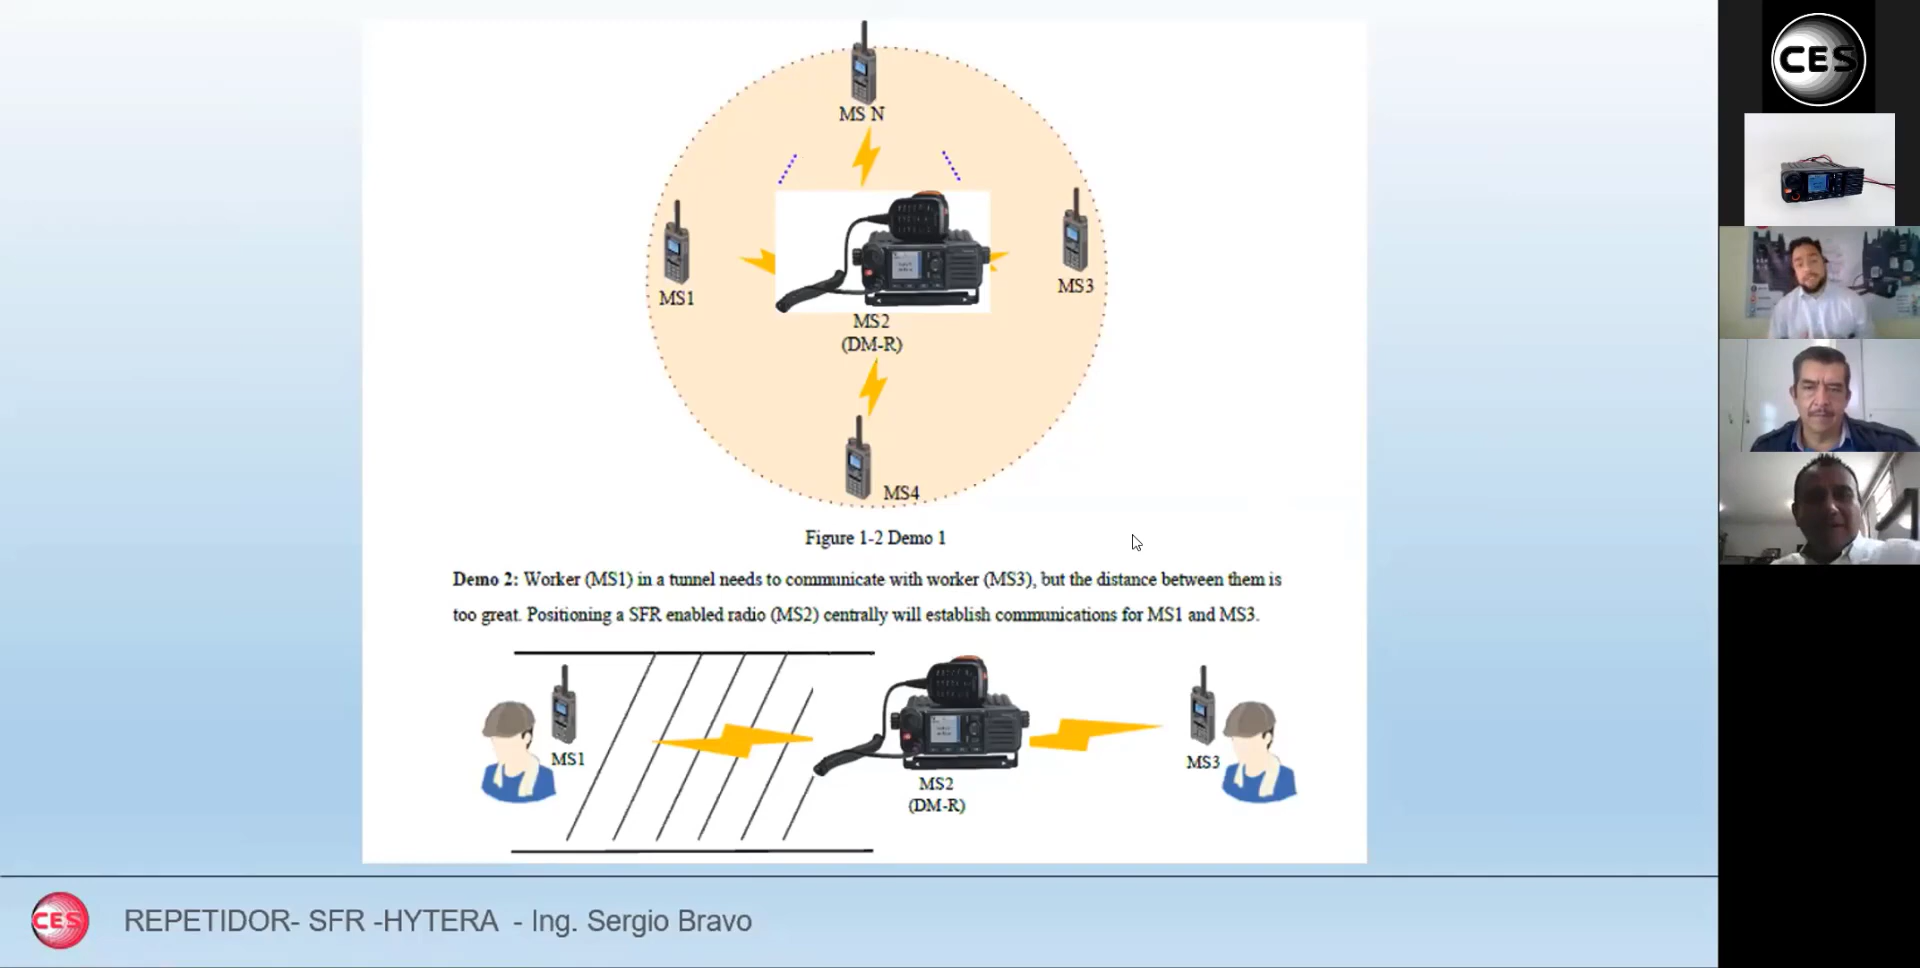 MS N
MS1
MS3
MS2
(DM-R)
MS4
Figure 1-2 Demo 1
Demo 2: Worker (MS1) in a tunnel needs to communicate with worker (MS3), but the distance between them is
too great. Positioning a SFR enabled radio (MS2) centrally will establish communications for MS1 and MS3.
MS1
MS3
MS2
(DM-R)
CES
REPETIDOR- SFR -HYTERA - Ing. Sergio Bravo
CES